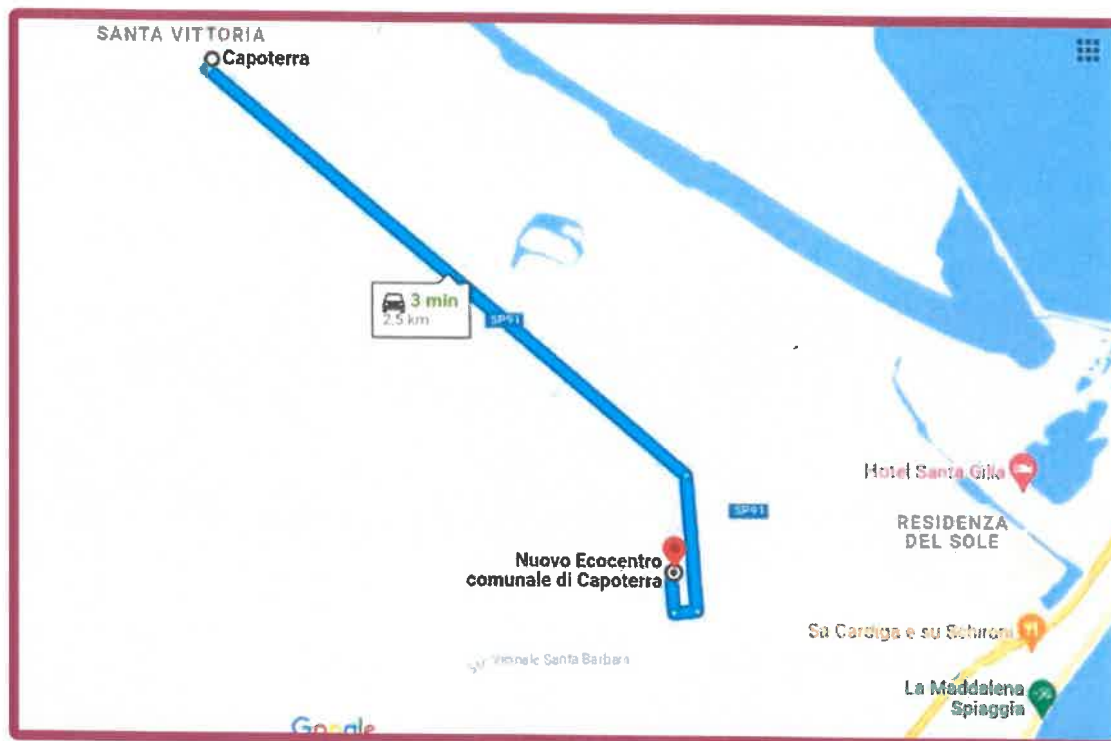 SANTA VITTORIA
Capoterra
3 min
2,5 km
SP91
Hotel Santa Gilla
SP91
RESIDENZA
DEL SOLE
Nuovo Ecocentro
comunale di Capoterra
Su Cardiga e su Schironi
Vicinale Santa Barbara
La Maddalena
Spiaggia
Google